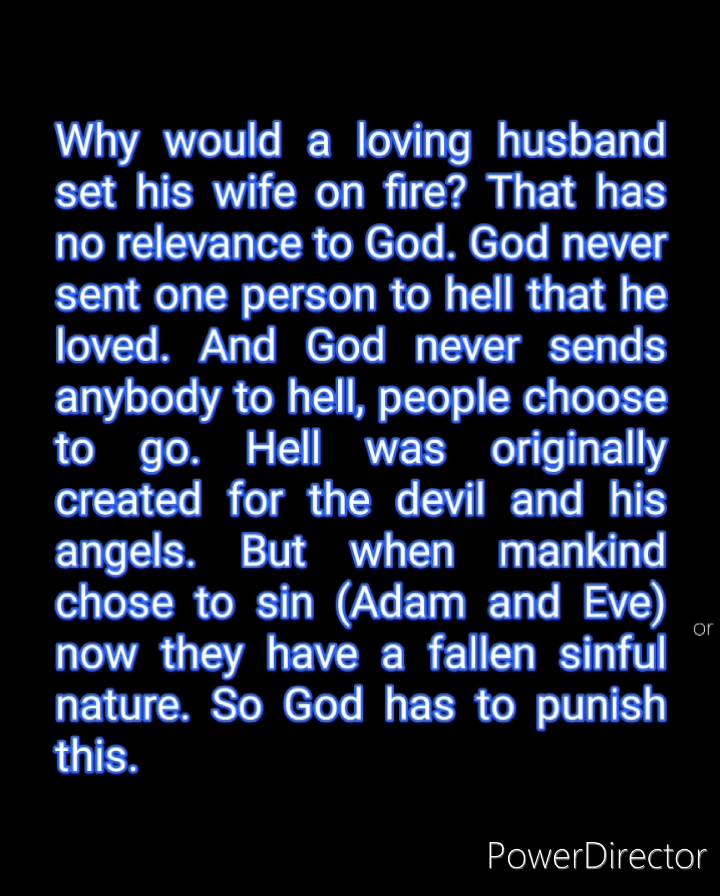 Why would a loving husband
set his wife on fire? That has
no relevance to God. God never
sent one person to hell that he
loved. And God never sends
anybody to hell, people choose
to go. Hell was originally
created for the devil and his
angels. But when mankind
chose to sin (Adam and Eve)
now they have a fallen sinful
nature. So God has to punish
this.
or
PowerDirector